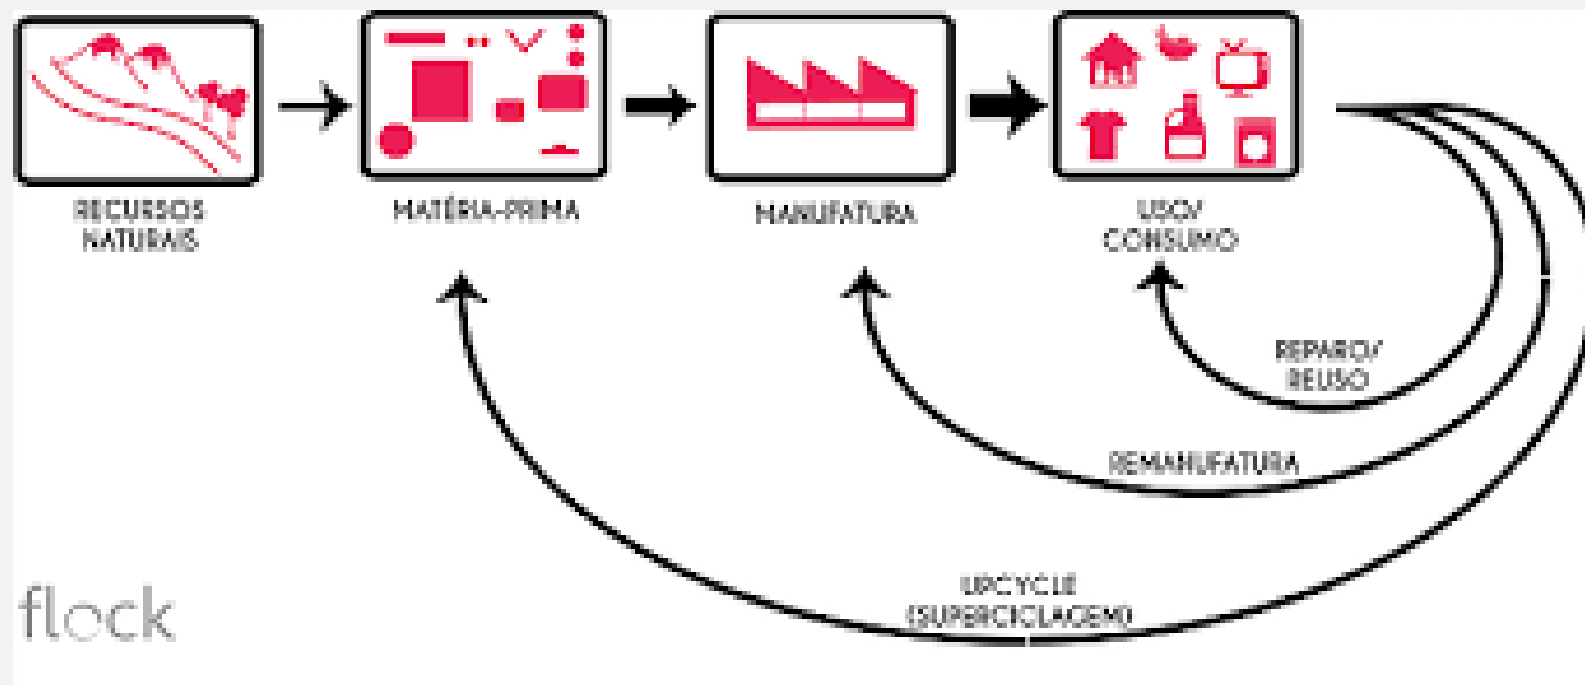 RECURSOS
NATURAIS
MATÉRIA-PRIMA
MANUFATURA
USO/
CONSUMO
REPARO/
REUSO
REMANUFATURA
UPCYCLE
(SUPERCICLAGEM)
flock